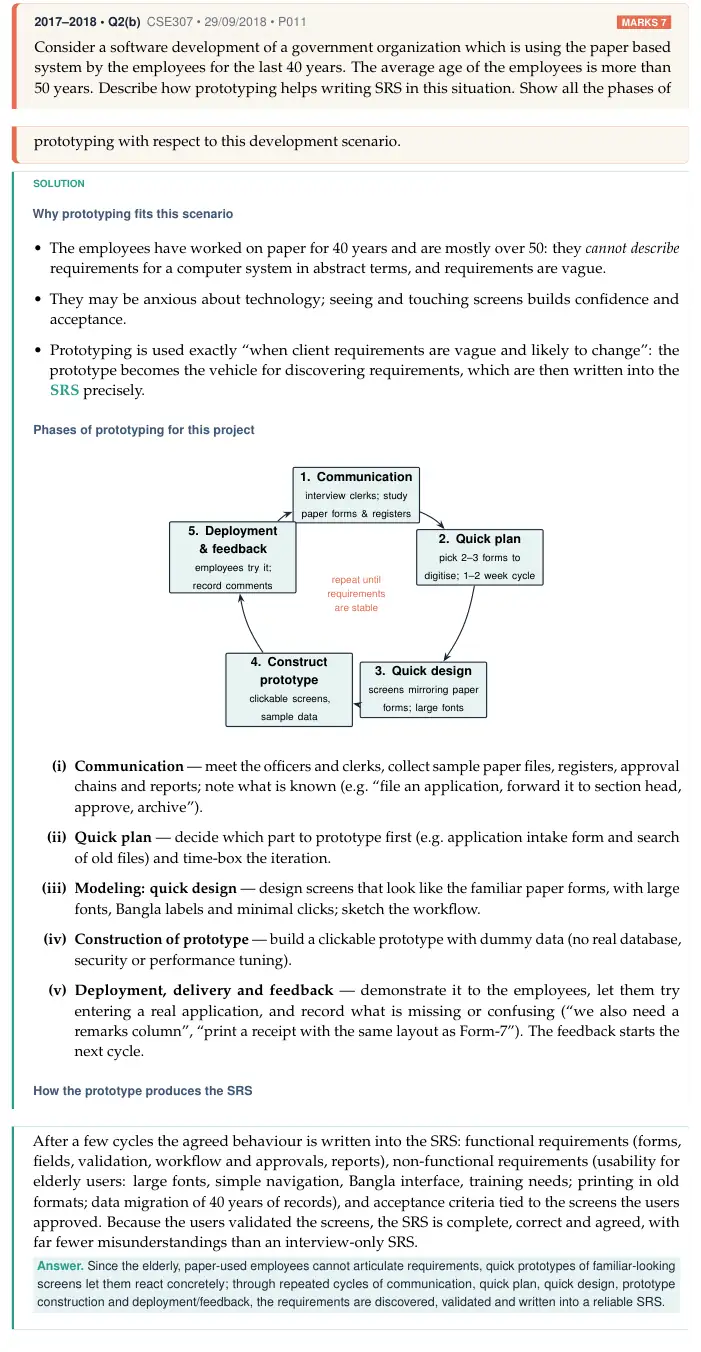 2017–2018 • Q2(b) CSE307 • 29/09/2018 • P011 MARKS 7
Consider a software development of a government organization which is using the paper based
system by the employees for the last 40 years. The average age of the employees is more than
50 years. Describe how prototyping helps writing SRS in this situation. Show all the phases of
prototyping with respect to this development scenario.
SOLUTION
Why prototyping fits this scenario
• The employees have worked on paper for 40 years and are mostly over 50: they cannot describe
requirements for a computer system in abstract terms, and requirements are vague.
• They may be anxious about technology; seeing and touching screens builds confidence and
acceptance.
• Prototyping is used exactly “when client requirements are vague and likely to change”: the
prototype becomes the vehicle for discovering requirements, which are then written into the
SRS precisely.
Phases of prototyping for this project
1. Communication
interview clerks; study
paper forms & registers
2. Quick plan
pick 2–3 forms to
digitise; 1–2 week cycle
3. Quick design
screens mirroring paper
forms; large fonts
4. Construct
prototype
clickable screens,
sample data
5. Deployment
& feedback
employees try it;
record comments
repeat until
requirements
are stable
(i) Communication — meet the officers and clerks, collect sample paper files, registers, approval
chains and reports; note what is known (e.g. “file an application, forward it to section head,
approve, archive”).
(ii) Quick plan — decide which part to prototype first (e.g. application intake form and search
of old files) and time-box the iteration.
(iii) Modeling: quick design — design screens that look like the familiar paper forms, with large
fonts, Bangla labels and minimal clicks; sketch the workflow.
(iv) Construction of prototype — build a clickable prototype with dummy data (no real database,
security or performance tuning).
(v) Deployment, delivery and feedback — demonstrate it to the employees, let them try
entering a real application, and record what is missing or confusing (“we also need a
remarks column”, “print a receipt with the same layout as Form-7”). The feedback starts the
next cycle.
How the prototype produces the SRS
After a few cycles the agreed behaviour is written into the SRS: functional requirements (forms,
fields, validation, workflow and approvals, reports), non-functional requirements (usability for
elderly users: large fonts, simple navigation, Bangla interface, training needs; printing in old
formats; data migration of 40 years of records), and acceptance criteria tied to the screens the users
approved. Because the users validated the screens, the SRS is complete, correct and agreed, with
far fewer misunderstandings than an interview-only SRS.
Answer. Since the elderly, paper-used employees cannot articulate requirements, quick prototypes of familiar-looking
screens let them react concretely; through repeated cycles of communication, quick plan, quick design, prototype
construction and deployment/feedback, the requirements are discovered, validated and written into a reliable SRS.